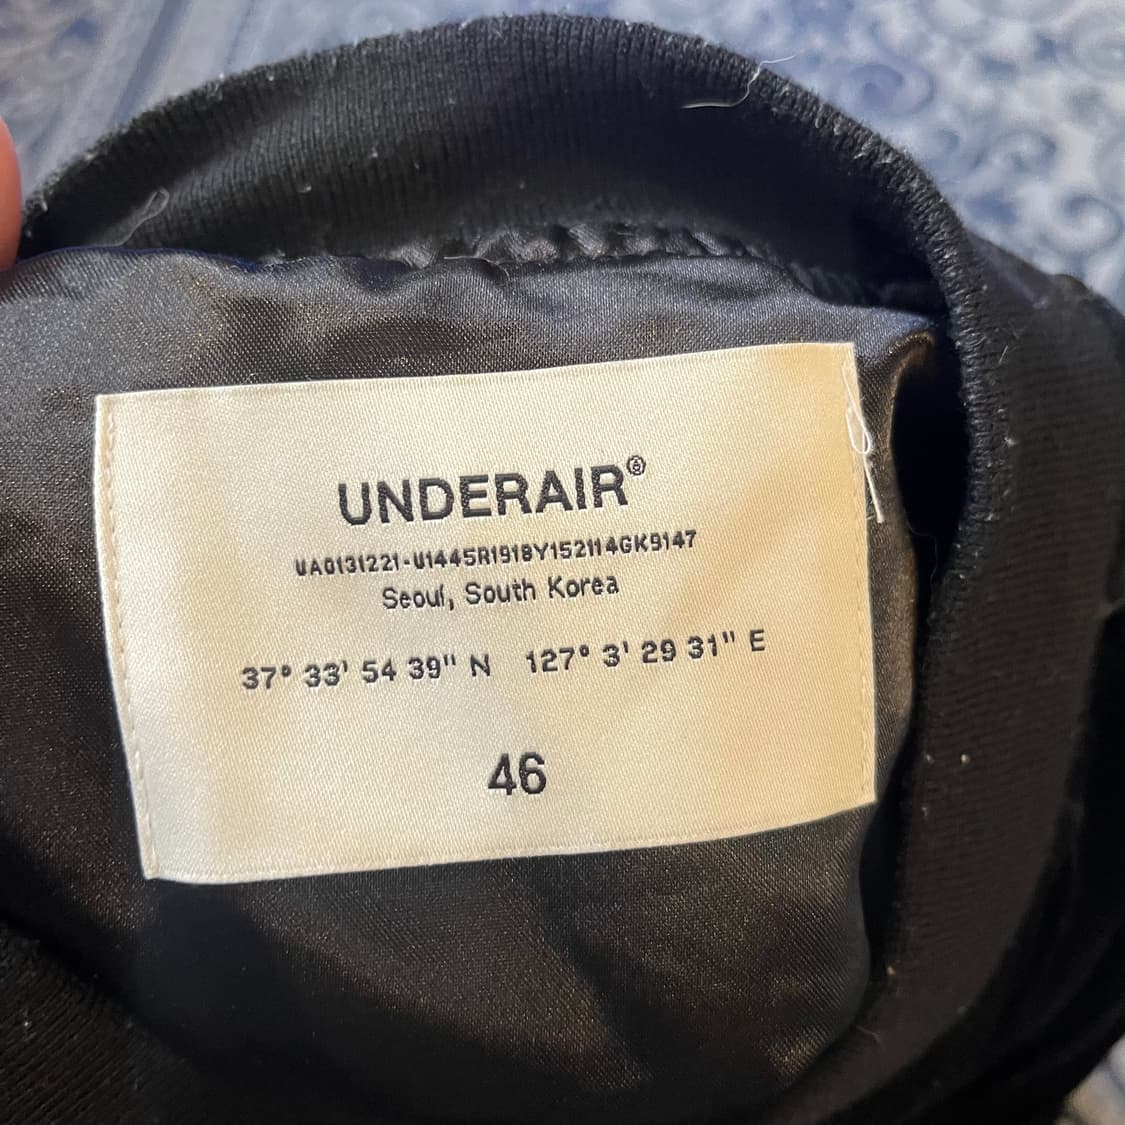 UNDERAIR®
UA0131221-U1445R1918Y152114GK9147
Seoul, South Korea
37° 33' 54 39" N 127° 3' 29 31" E
46